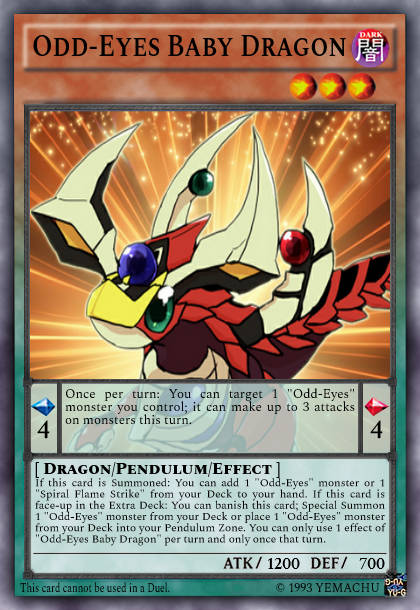 Odd-Eyes Baby Dragon
DARK
闇
Once per turn: You can target 1 "Odd-Eyes"
monster you control; it can make up to 3 attacks
on monsters this turn.
4
4
[ Dragon/Pendulum/Effect ]
If this card is Summoned: You can add 1 "Odd-Eyes" monster or 1
"Spiral Flame Strike" from your Deck to your hand. If this card is
face-up in the Extra Deck: You can banish this card; Special Summon
1 "Odd-Eyes" monster from your Deck or place 1 "Odd-Eyes" monster
from your Deck into your Pendulum Zone. You can only use 1 effect of
"Odd-Eyes Baby Dragon" per turn and only once that turn.
ATK/ 1200 DEF/ 700
This card cannot be used in a Duel.
© 1993 YEMACHU
YU-G